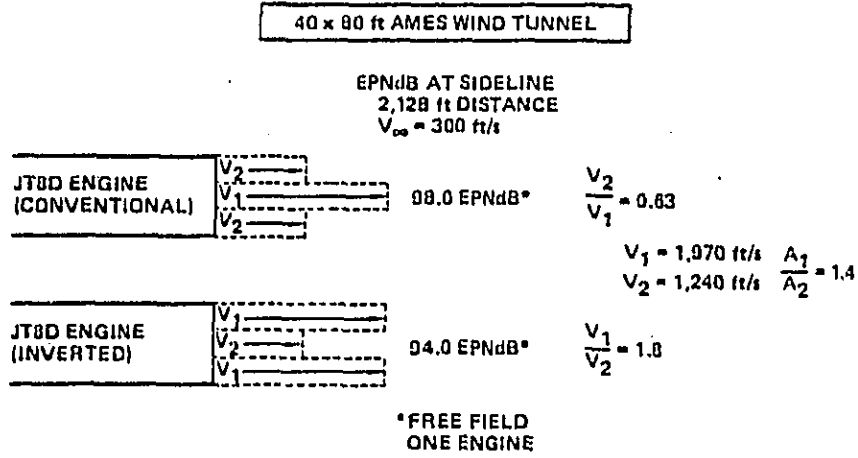 40 x 80 ft AMES WIND TUNNEL
EPNdB AT SIDELINE
2,128 ft DISTANCE
V∞ = 300 ft/s
JT8D ENGINE
(CONVENTIONAL)
V2
V1
V2
98.0 EPNdB*
V2/V1 = 0.63
V1 = 1,970 ft/s
V2 = 1,240 ft/s
A1/A2 = 1.4
JT8D ENGINE
(INVERTED)
V1
V2
V1
94.0 EPNdB*
V1/V2 = 1.6
*FREE FIELD
ONE ENGINE